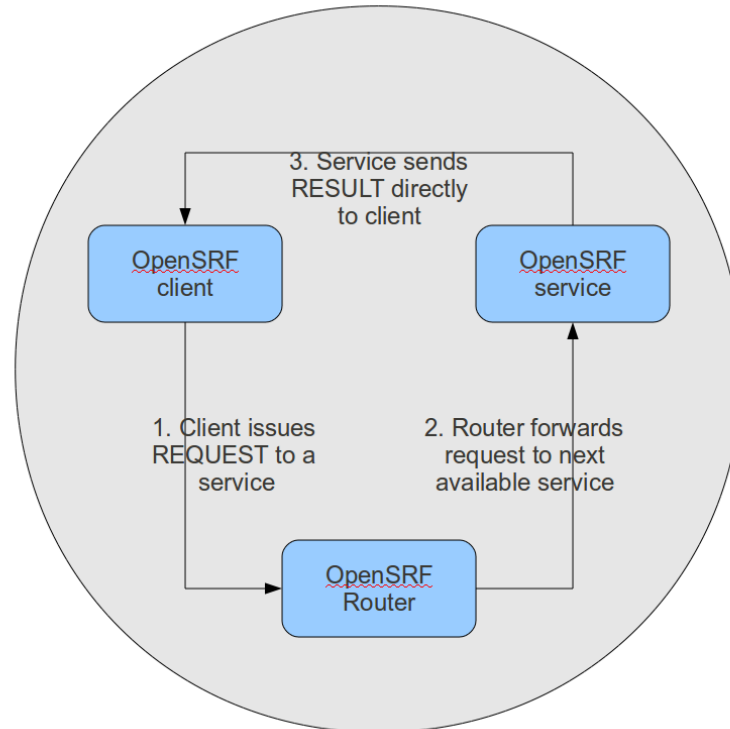 3. Service sends
RESULT directly
to client
OpenSRF
client
OpenSRF
service
1. Client issues
REQUEST to a
service
2. Router forwards
request to next
available service
OpenSRF
Router